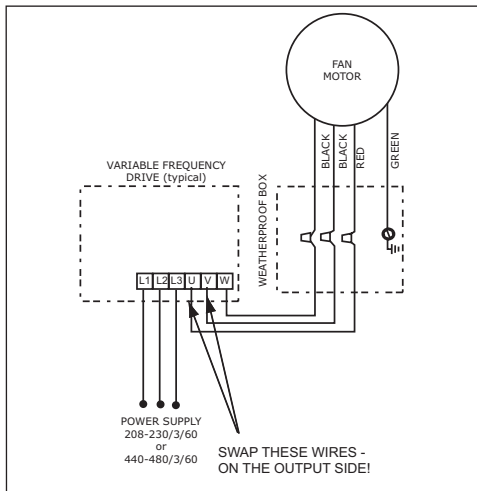 FAN
MOTOR
BLACK
BLACK
RED
GREEN
VARIABLE FREQUENCY
DRIVE (typical)
WEATHERPROOF BOX
L1 L2 L3 U V W
POWER SUPPLY
208-230/3/60
or
440-480/3/60
SWAP THESE WIRES -
ON THE OUTPUT SIDE!